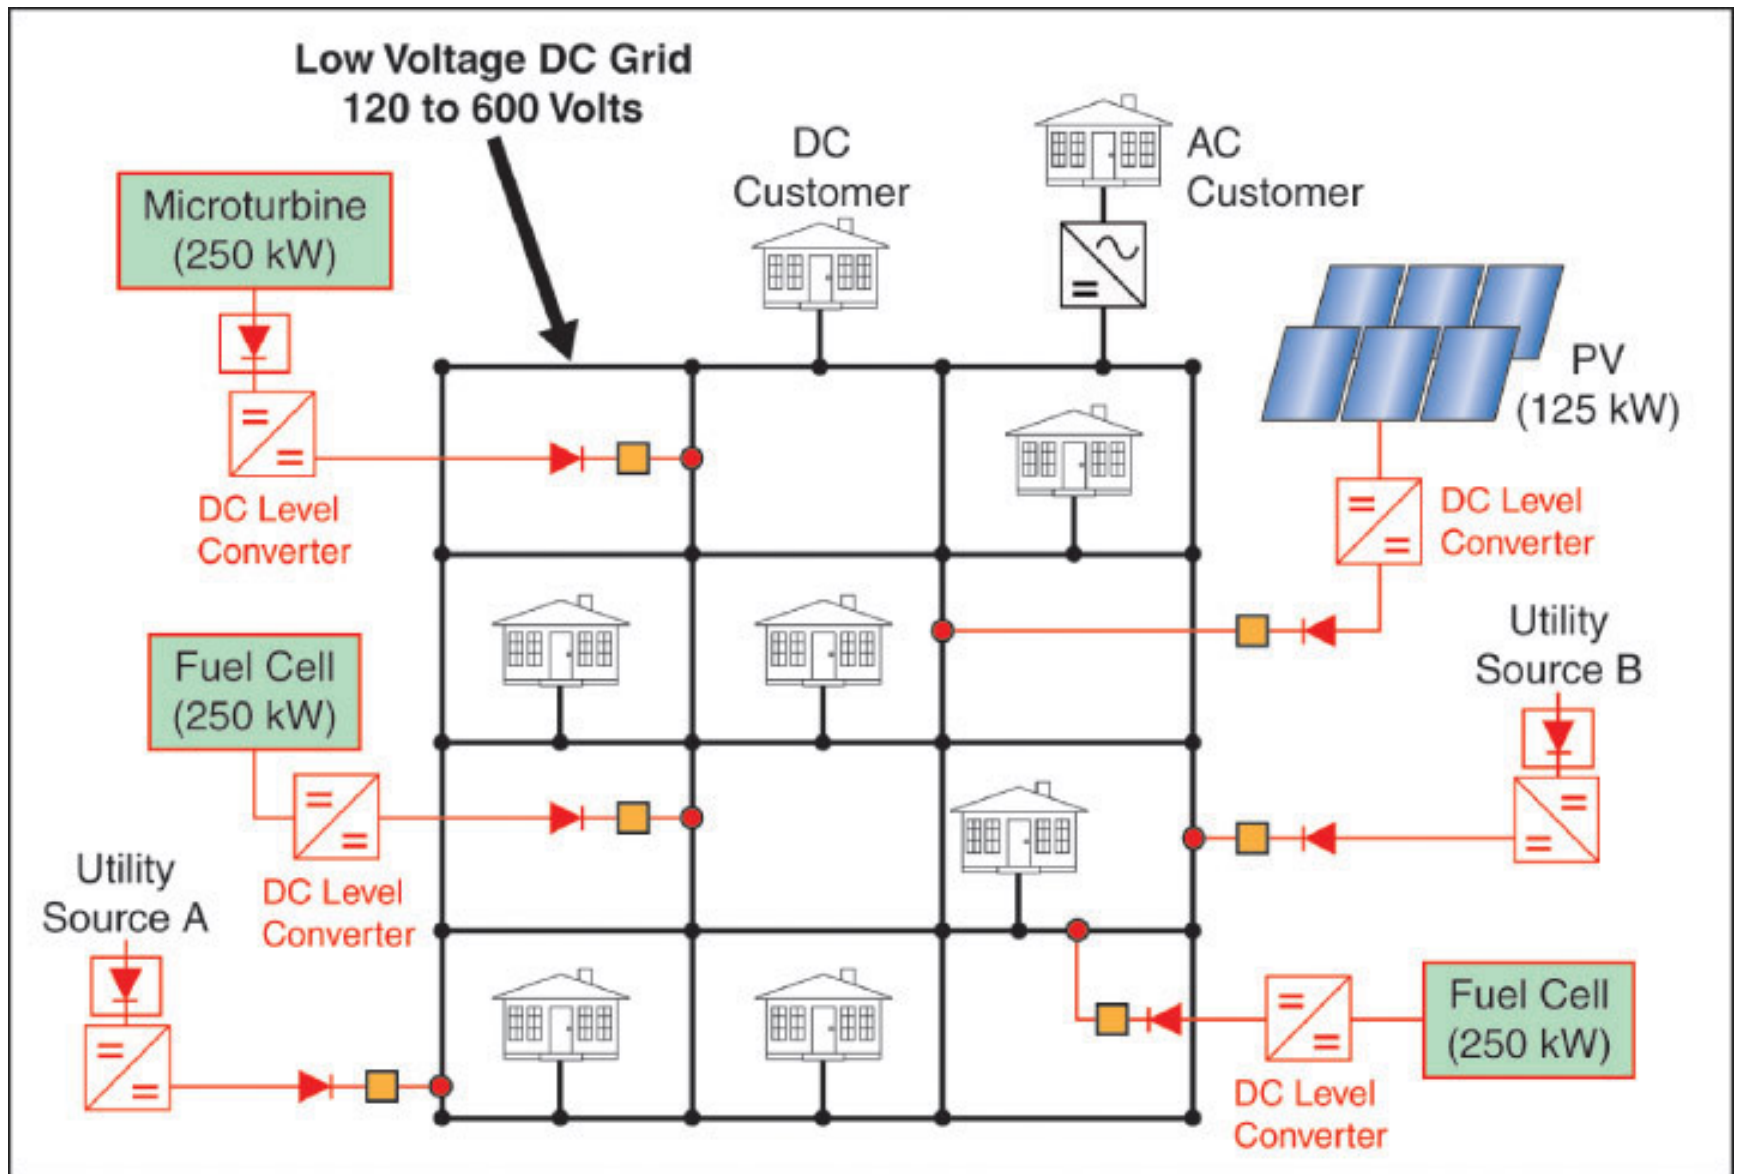 Low Voltage DC Grid
120 to 600 Volts
DC
Customer
AC
Customer
Microturbine
(250 kW)
DC Level
Converter
PV
(125 kW)
DC Level
Converter
Fuel Cell
(250 kW)
DC Level
Converter
Utility
Source B
Utility
Source A
Fuel Cell
(250 kW)
DC Level
Converter